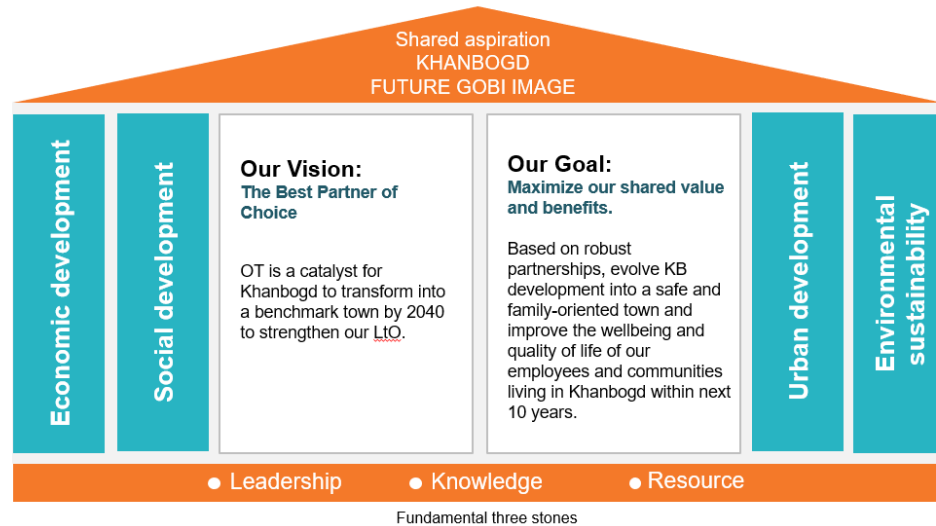 Shared aspiration
KHANBOGD
FUTURE GOBI IMAGE
Economic development
Social development
Our Vision:
The Best Partner of
Choice
OT is a catalyst for
Khanbogd to transform into
a benchmark town by 2040
to strengthen our LtO.
Our Goal:
Maximize our shared value
and benefits.
Based on robust
partnerships, evolve KB
development into a safe and
family-oriented town and
improve the wellbeing and
quality of life of our
employees and communities
living in Khanbogd within next
10 years.
Urban development
Environmental
sustainability
● Leadership ● Knowledge ● Resource
Fundamental three stones